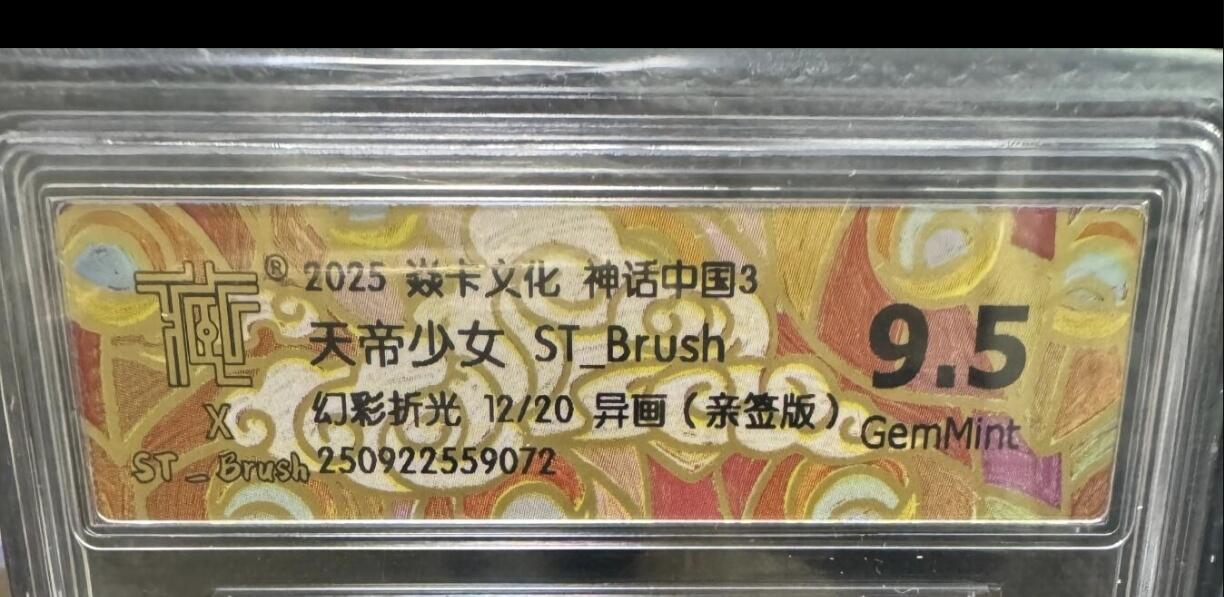 ® 2025 焱卡文化 神话中国3
天帝少女 ST_Brush
9.5
幻彩折光 12/20 异画（亲签版）
GemMint
X
ST_Brush
250922559072